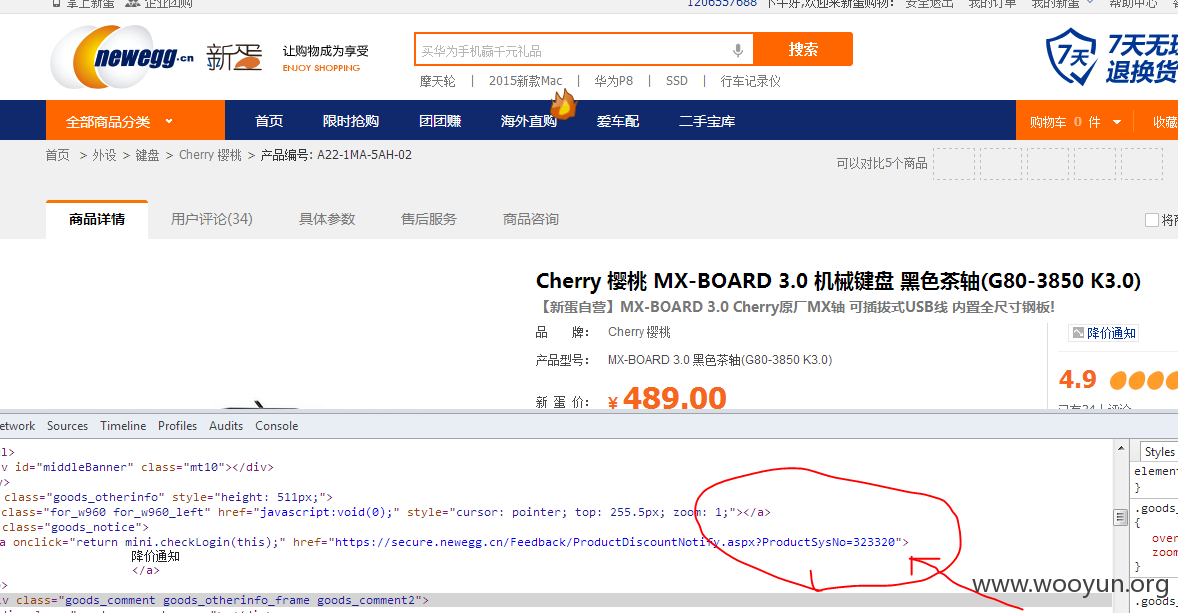 掌上新蛋 企业团购 1206357688 下午好,欢迎来新蛋购物! 安全退出 我的订单 我的新蛋 帮助中心
newegg.cn 新蛋 让购物成为享受
ENJOY SHOPPING
买华为手机赢千元礼品 搜索
7天 7天无
退换货
摩天轮 | 2015新款Mac | 华为P8 | SSD | 行车记录仪
全部商品分类 首页 限时抢购 团团赚 海外直购 爱车配 二手宝库 购物车 0 件 收藏
首页 > 外设 > 键盘 > Cherry 樱桃 > 产品编号: A22-1MA-5AH-02
可以对比5个商品
商品详情 用户评论(34) 具体参数 售后服务 商品咨询 将
Cherry 樱桃 MX-BOARD 3.0 机械键盘 黑色茶轴(G80-3850 K3.0)
【新蛋自营】MX-BOARD 3.0 Cherry原厂MX轴 可插拔式USB线 内置全尺寸钢板!
品 牌: Cherry 樱桃 降价通知
产品型号: MX-BOARD 3.0 黑色茶轴(G80-3850 K3.0)
4.9
新 蛋 价: ¥ 489.00
etwork Sources Timeline Profiles Audits Console
l>
v id="middleBanner" class="mt10"></div>
v>
class="goods_otherinfo" style="height: 511px;">
class="for_w960 for_w960_left" href="javascript:void(0);" style="cursor: pointer; top: 255.5px; zoom: 1;"></a>
class="goods_notice">
a onclick="return mini.checkLogin(this);" href="https://secure.newegg.cn/Feedback/ProductDiscountNotify.aspx?ProductSysNo=323320">
降价通知
</a>
>
v class="goods_comment goods_otherinfo_frame goods_comment2">
Styles
elemen
}
.goods_
{
over
zoom
}
.goods_
www.wooyun.org